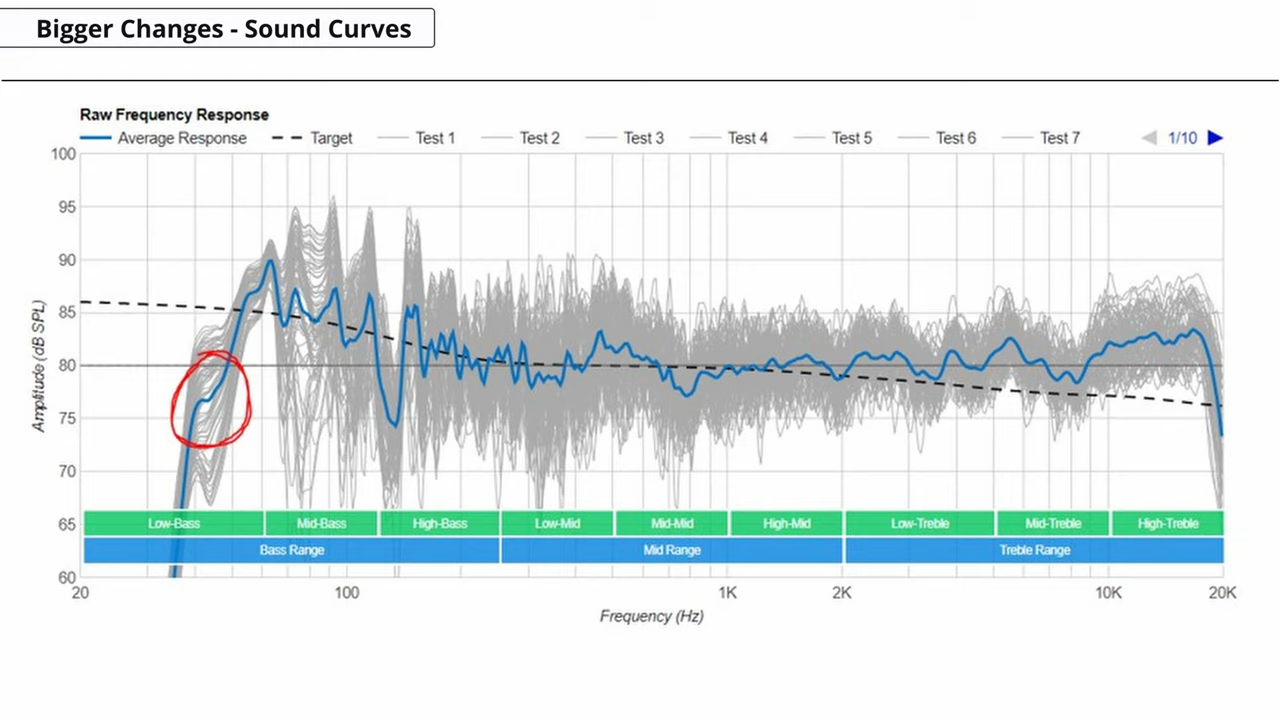 Bigger Changes - Sound Curves
Raw Frequency Response
Average Response Target Test 1 Test 2 Test 3 Test 4 Test 5 Test 6 Test 7 1/10
100
95
90
85
80
75
70
65
60
Amplitude (dB SPL)
Low-Bass Mid-Bass High-Bass Low-Mid Mid-Mid High-Mid Low-Treble Mid-Treble High-Treble
Bass Range Mid Range Treble Range
20 100 1K 2K 10K 20K
Frequency (Hz)